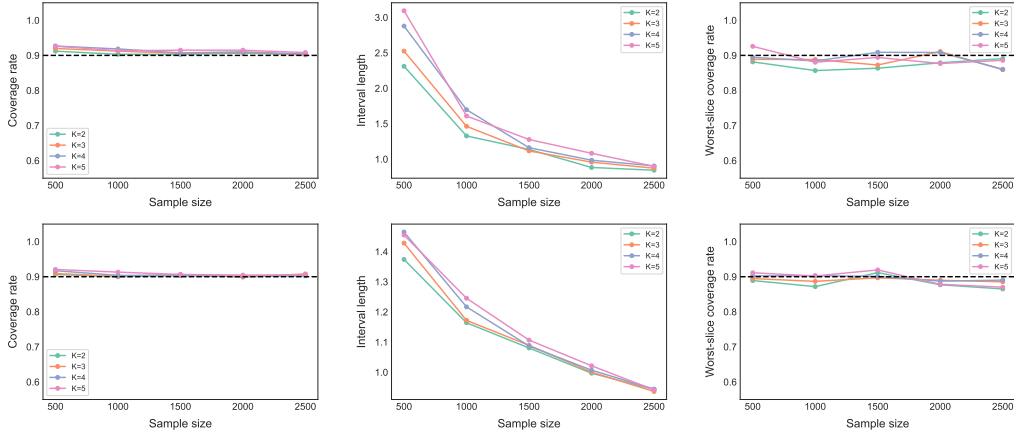 Coverage rate
1.0
0.9
0.8
0.7
0.6
K=2
K=3
K=4
K=5
500 1000 1500 2000 2500
Sample size
Interval length
3.0
2.5
2.0
1.5
1.0
K=2
K=3
K=4
K=5
500 1000 1500 2000 2500
Sample size
Worst-slice coverage rate
1.0
0.9
0.8
0.7
0.6
K=2
K=3
K=4
K=5
500 1000 1500 2000 2500
Sample size
Coverage rate
1.0
0.9
0.8
0.7
0.6
K=2
K=3
K=4
K=5
500 1000 1500 2000 2500
Sample size
Interval length
1.4
1.3
1.2
1.1
1.0
K=2
K=3
K=4
K=5
500 1000 1500 2000 2500
Sample size
Worst-slice coverage rate
1.0
0.9
0.8
0.7
0.6
K=2
K=3
K=4
K=5
500 1000 1500 2000 2500
Sample size